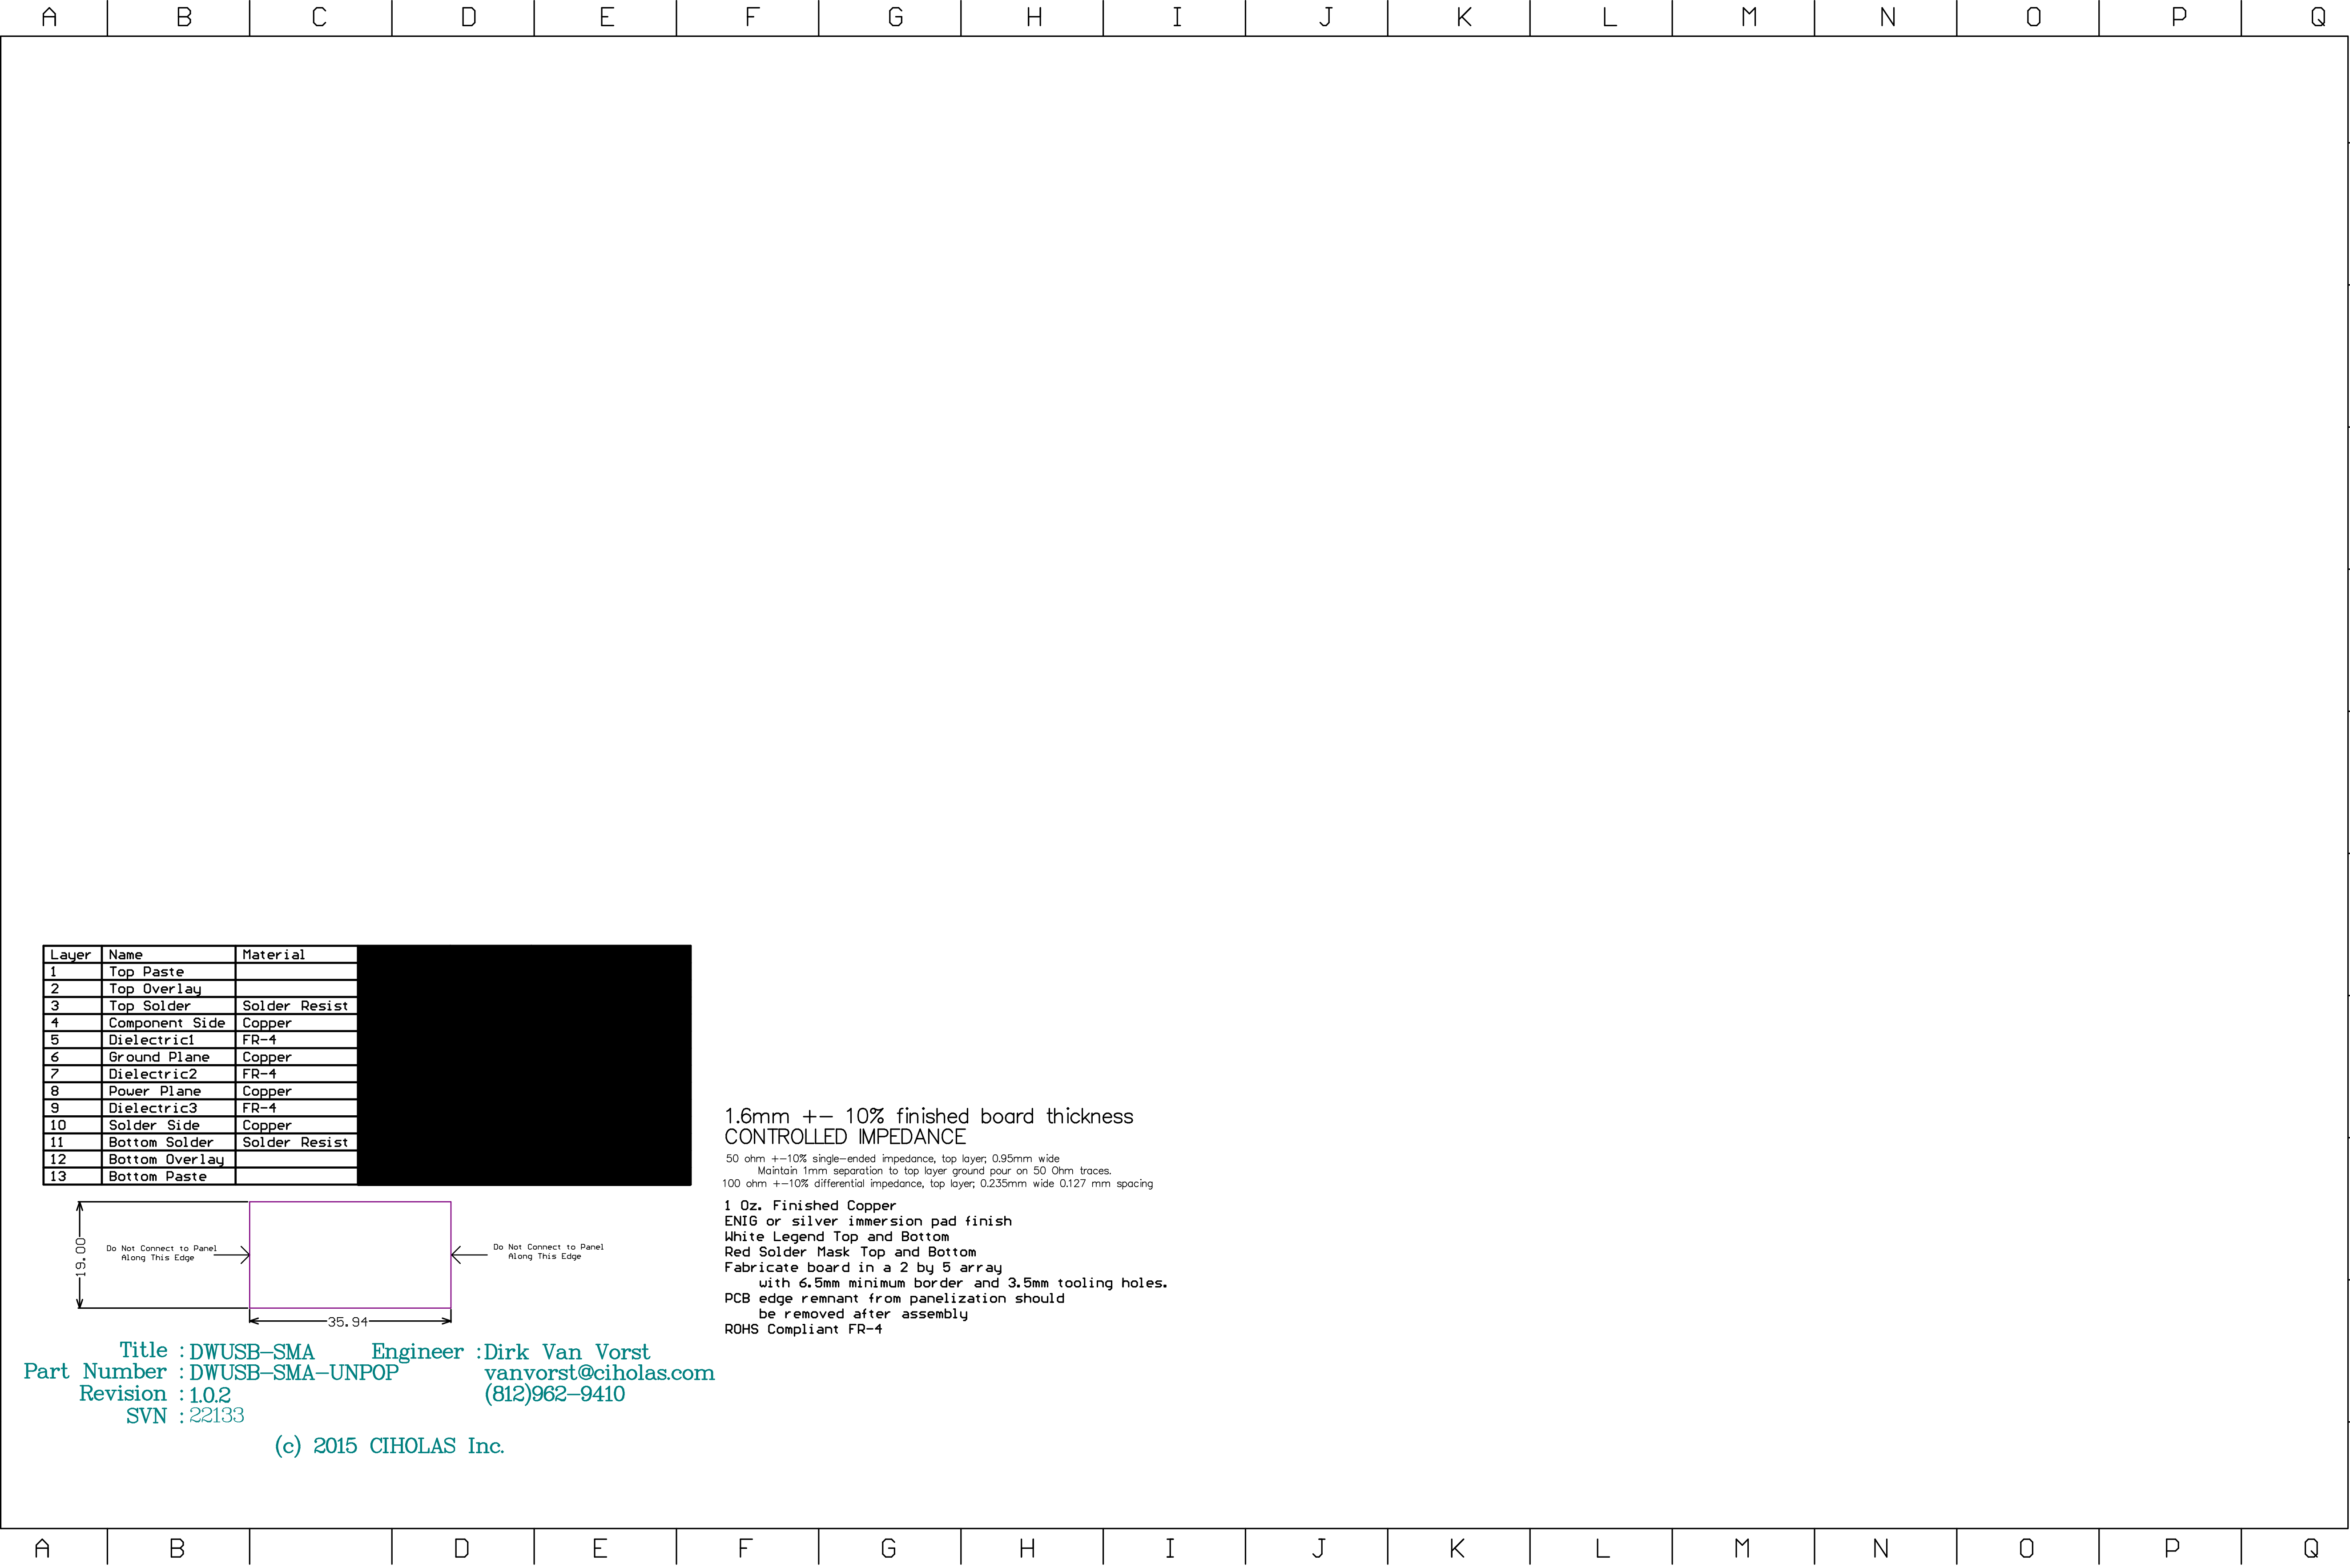 A B C D E F G H I J K L M N O P Q
Layer Name Material
1 Top Paste
2 Top Overlay
3 Top Solder Solder Resist
4 Component Side Copper
5 Dielectric1 FR-4
6 Ground Plane Copper
7 Dielectric2 FR-4
8 Power Plane Copper
9 Dielectric3 FR-4
10 Solder Side Copper
11 Bottom Solder Solder Resist
12 Bottom Overlay
13 Bottom Paste
1.6mm +- 10% finished board thickness
CONTROLLED IMPEDANCE
50 ohm +-10% single-ended impedance, top layer; 0.95mm wide
Maintain 1mm separation to top layer ground pour on 50 Ohm traces.
100 ohm +-10% differential impedance, top layer; 0.235mm wide 0.127 mm spacing
1 Oz. Finished Copper
ENIG or silver immersion pad finish
White Legend Top and Bottom
Red Solder Mask Top and Bottom
Fabricate board in a 2 by 5 array
with 6.5mm minimum border and 3.5mm tooling holes.
PCB edge remnant from panelization should
be removed after assembly
ROHS Compliant FR-4
19.00
Do Not Connect to Panel
Along This Edge
Do Not Connect to Panel
Along This Edge
35.94
Title : DWUSB-SMA Engineer : Dirk Van Vorst
Part Number : DWUSB-SMA-UNPOP vanvorst@ciholas.com
Revision : 1.0.2 (812)962-9410
SVN : 22133
(c) 2015 CIHOLAS Inc.
A B D E F G H I J K L M N O P Q